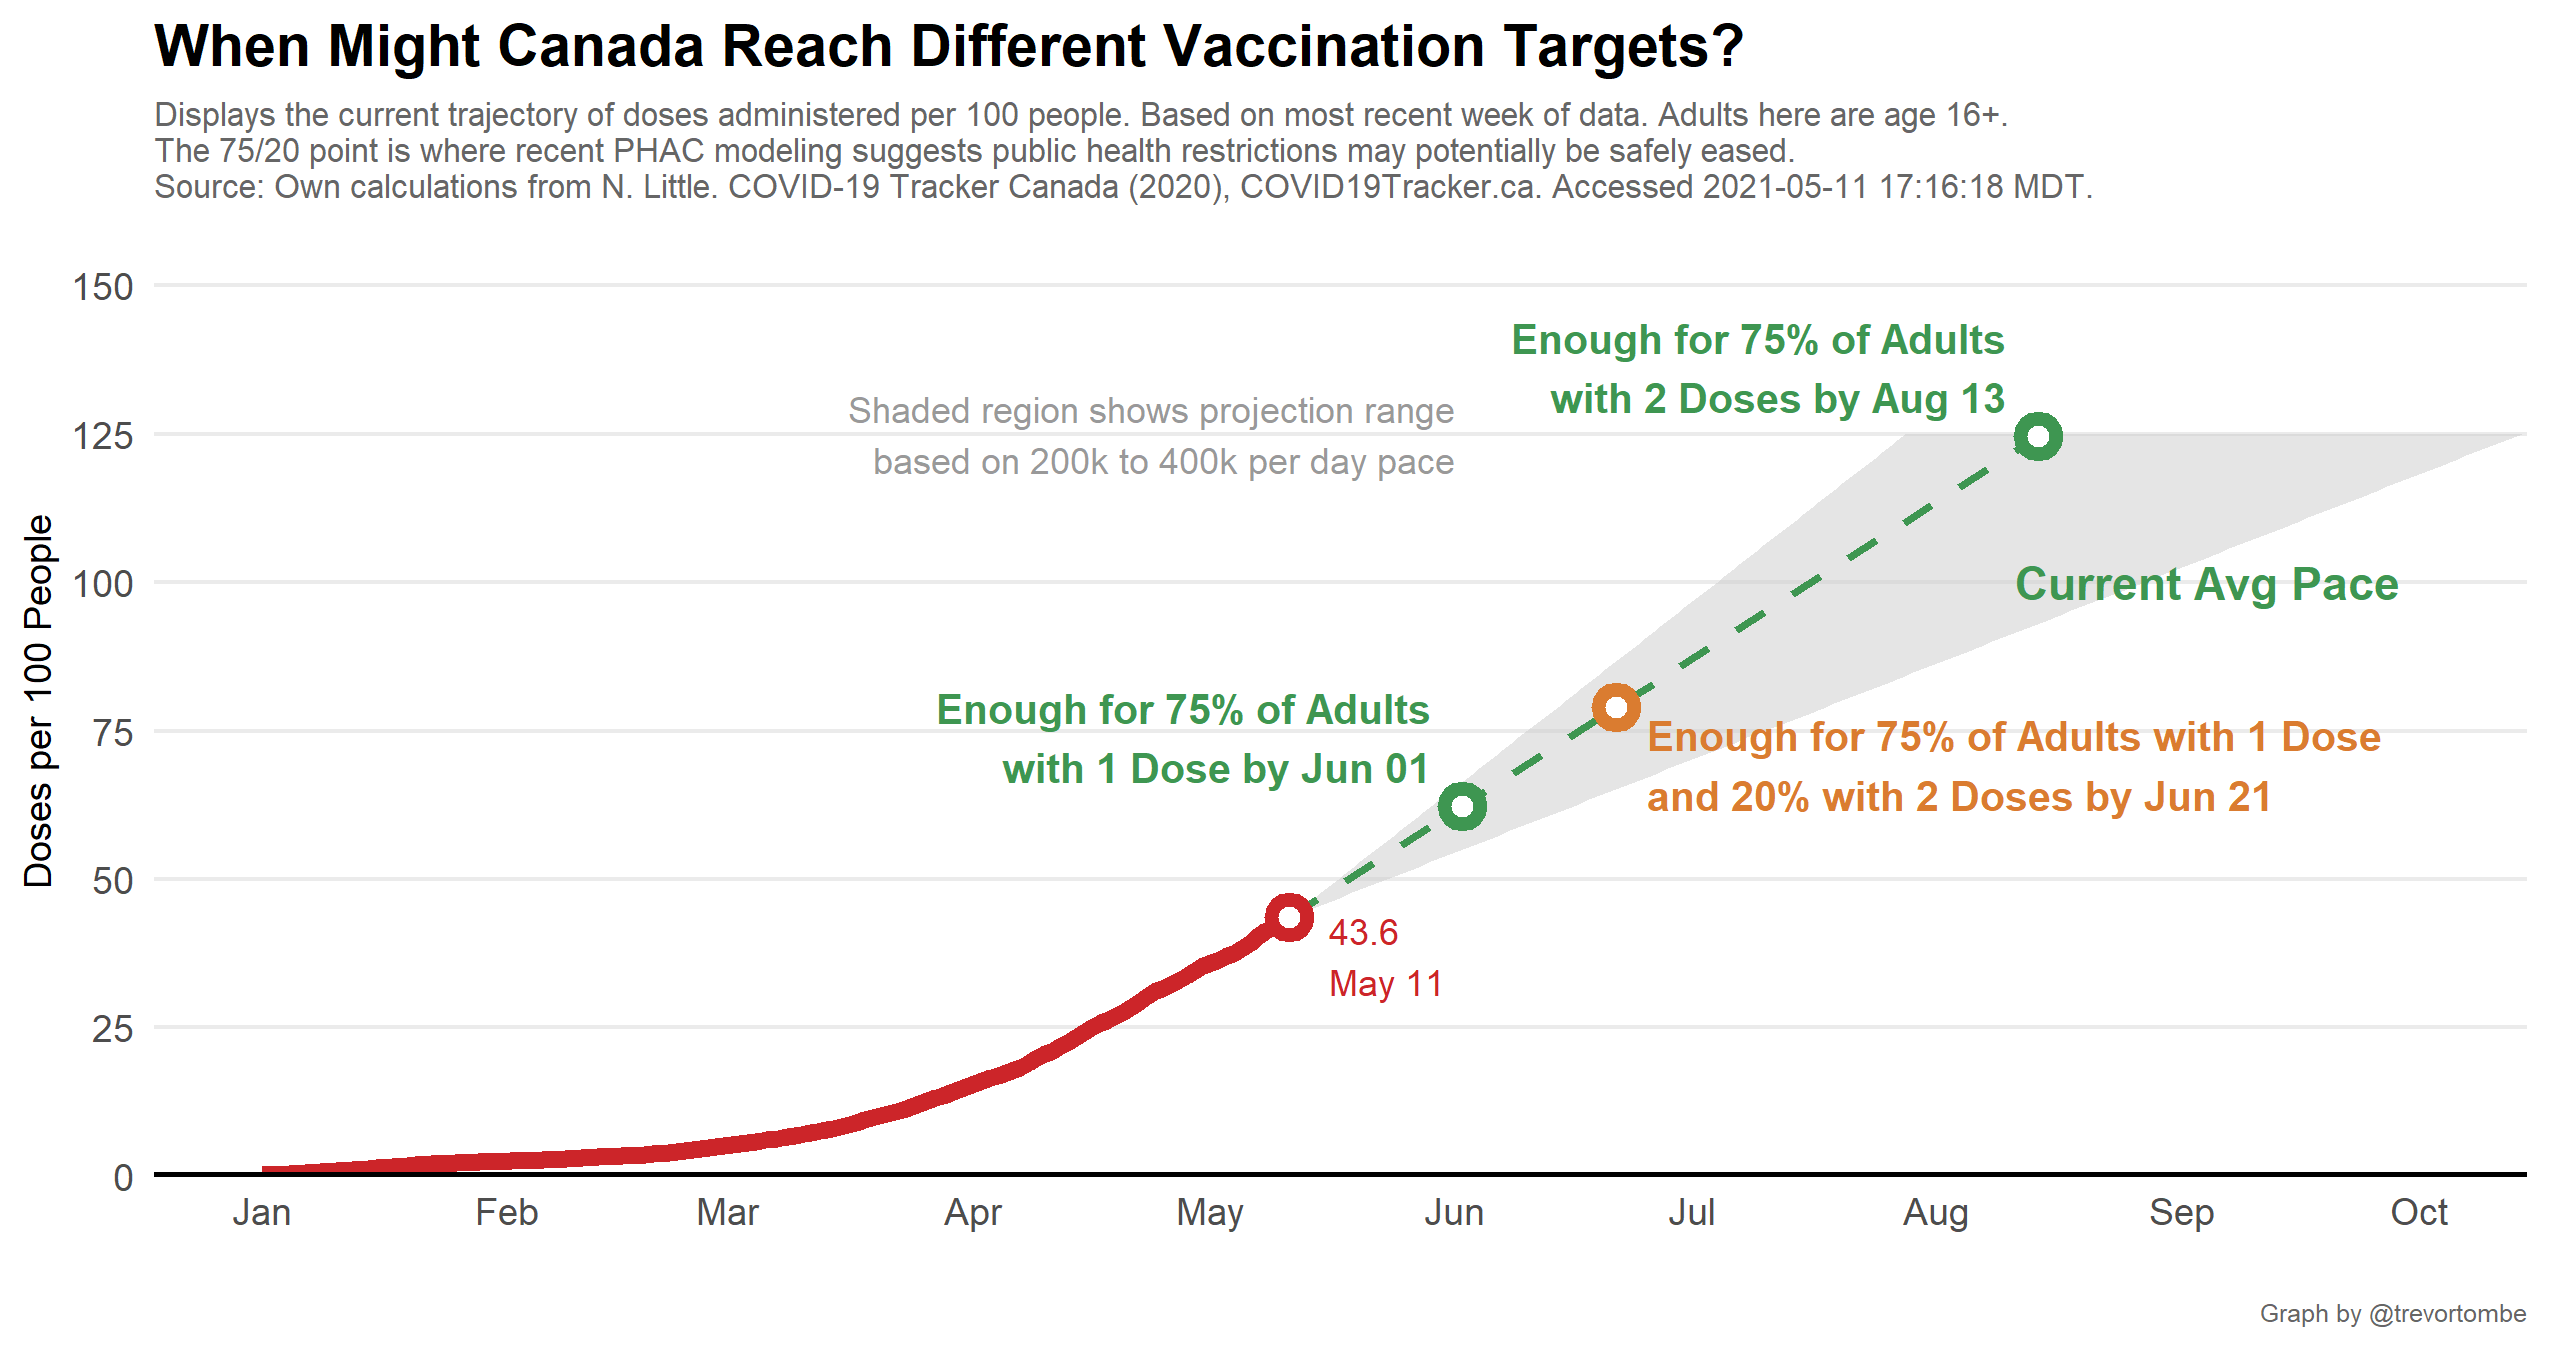 When Might Canada Reach Different Vaccination Targets?
Displays the current trajectory of doses administered per 100 people. Based on most recent week of data. Adults here are age 16+.
The 75/20 point is where recent PHAC modeling suggests public health restrictions may potentially be safely eased.
Source: Own calculations from N. Little. COVID-19 Tracker Canada (2020), COVID19Tracker.ca. Accessed 2021-05-11 17:16:18 MDT.
Doses per 100 People
150
125
100
75
50
25
0
Enough for 75% of Adults
with 2 Doses by Aug 13
Shaded region shows projection range
based on 200k to 400k per day pace
Current Avg Pace
Enough for 75% of Adults
with 1 Dose by Jun 01
Enough for 75% of Adults with 1 Dose
and 20% with 2 Doses by Jun 21
43.6
May 11
Jan Feb Mar Apr May Jun Jul Aug Sep Oct
Graph by @trevortombe